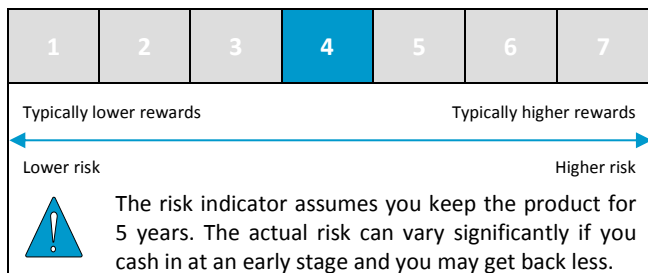 1 2 3 4 5 6 7
Typically lower rewards Typically higher rewards
Lower risk Higher risk
The risk indicator assumes you keep the product for
5 years. The actual risk can vary significantly if you
cash in at an early stage and you may get back less.